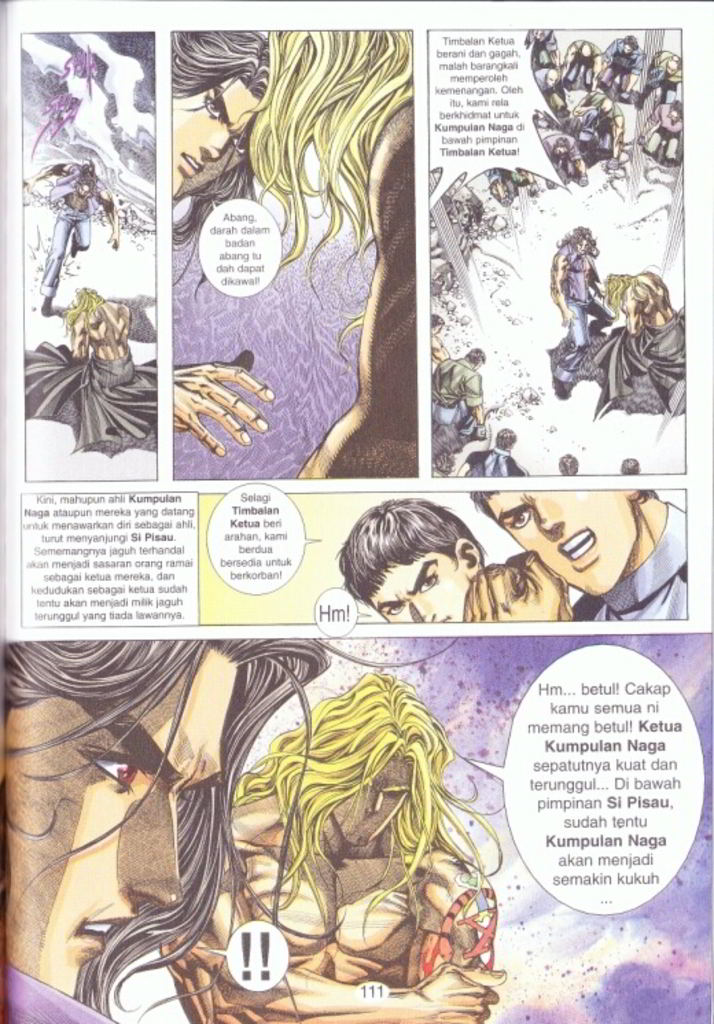 Abang,
darah dalam
badan
abang tu
dah dapat
dikawal!
Timbalan Ketua
berani dan gagah,
malah barangkali
memperoleh
kemenangan. Oleh
itu, kami rela
berkhidmat untuk
Kumpulan Naga di
bawah pimpinan
Timbalan Ketua!
Kini, mahupun ahli Kumpulan
Naga ataupun mereka yang datang
untuk menawarkan diri sebagai ahli,
turut menyanjungi Si Pisau.
Sememangnya jaguh terhandal
akan menjadi sasaran orang ramai
sebagai ketua mereka, dan
kedudukan sebagai ketua sudah
tentu akan menjadi milik jaguh
terunggul yang tiada lawannya.
Selagi
Timbalan
Ketua beri
arahan, kami
berdua
bersedia untuk
berkorban!
Hm!
Hm... betul! Cakap
kamu semua ni
memang betul! Ketua
Kumpulan Naga
sepatutnya kuat dan
terunggul... Di bawah
pimpinan Si Pisau,
sudah tentu
Kumpulan Naga
akan menjadi
semakin kukuh
...
!!
111